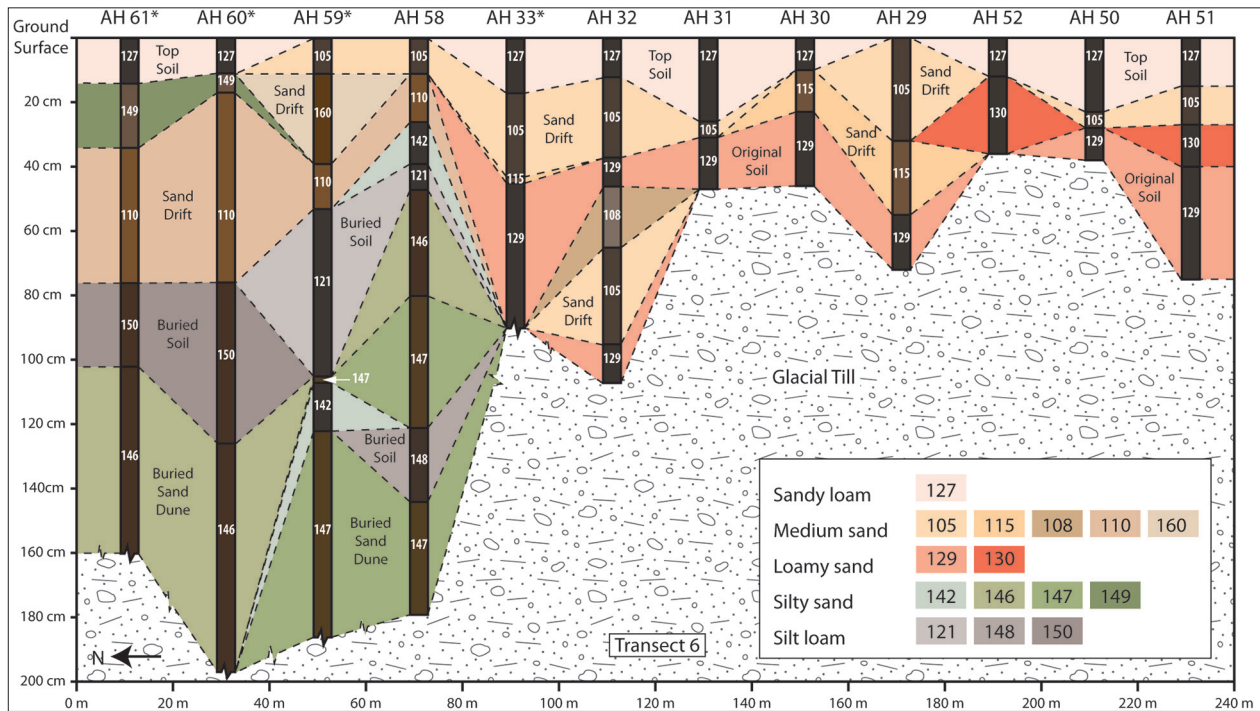 AH 61* AH 60* AH 59* AH 58 AH 33* AH 32 AH 31 AH 30 AH 29 AH 52 AH 50 AH 51
Ground
Surface
20 cm
40 cm
60 cm
80 cm
100 cm
120 cm
140cm
160 cm
180 cm
200 cm
127
149
110
150
146
127
149
110
150
146
105
160
110
121
147
142
147
105
110
142
121
146
147
148
147
127
105
115
129
127
105
129
108
105
129
127
105
129
127
115
129
105
115
129
127
130
127
105
129
127
105
130
129
Top
Soil
Sand
Drift
Buried
Soil
Buried
Sand
Dune
Sand
Drift
Buried
Soil
Buried
Soil
Buried
Sand
Dune
Sand
Drift
Sand
Drift
Top
Soil
Original
Soil
Sand
Drift
Sand
Drift
Top
Soil
Original
Soil
Glacial Till
Sandy loam 127
Medium sand 105 115 108 110 160
Loamy sand 129 130
Silty sand 142 146 147 149
Silt loam 121 148 150
N
Transect 6
0 m 20 m 40 m 60 m 80 m 100 m 120 m 140 m 160 m 180 m 200 m 220 m 240 m